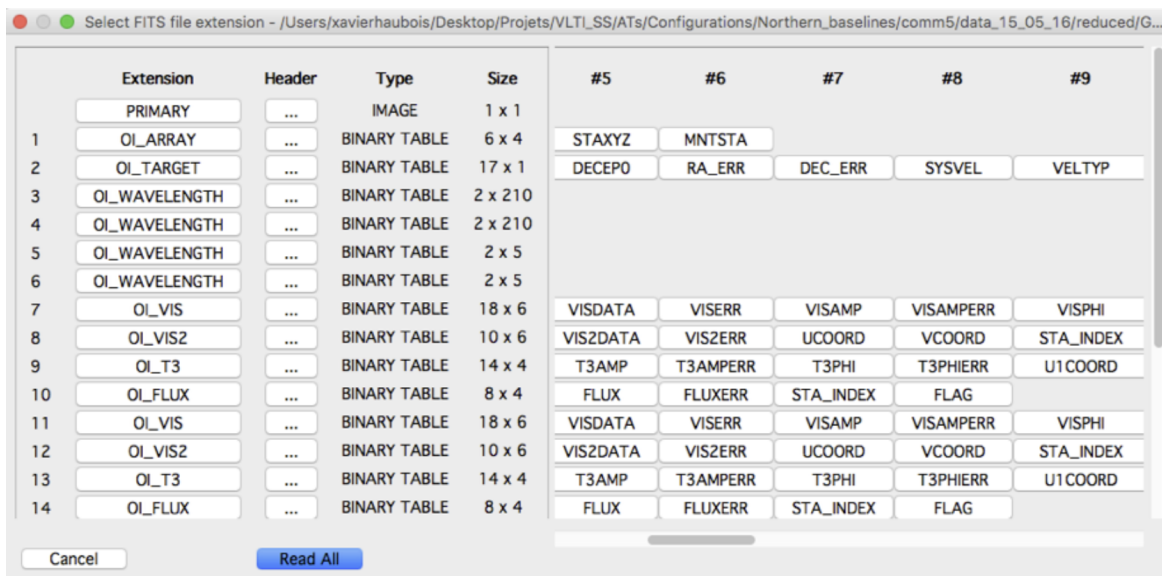 Select FITS file extension - /Users/xavierhaubois/Desktop/Projets/VLTI_SS/ATs/Configurations/Northern_baselines/comm5/data_15_05_16/reduced/G...
Extension Header Type Size #5 #6 #7 #8 #9
PRIMARY ... IMAGE 1 x 1
1 OI_ARRAY ... BINARY TABLE 6 x 4 STAXYZ MNTSTA
2 OI_TARGET ... BINARY TABLE 17 x 1 DECEP0 RA_ERR DEC_ERR SYSVEL VELTYP
3 OI_WAVELENGTH ... BINARY TABLE 2 x 210
4 OI_WAVELENGTH ... BINARY TABLE 2 x 210
5 OI_WAVELENGTH ... BINARY TABLE 2 x 5
6 OI_WAVELENGTH ... BINARY TABLE 2 x 5
7 OI_VIS ... BINARY TABLE 18 x 6 VISDATA VISERR VISAMP VISAMPERR VISPHI
8 OI_VIS2 ... BINARY TABLE 10 x 6 VIS2DATA VIS2ERR UCOORD VCOORD STA_INDEX
9 OI_T3 ... BINARY TABLE 14 x 4 T3AMP T3AMPERR T3PHI T3PHIERR U1COORD
10 OI_FLUX ... BINARY TABLE 8 x 4 FLUX FLUXERR STA_INDEX FLAG
11 OI_VIS ... BINARY TABLE 18 x 6 VISDATA VISERR VISAMP VISAMPERR VISPHI
12 OI_VIS2 ... BINARY TABLE 10 x 6 VIS2DATA VIS2ERR UCOORD VCOORD STA_INDEX
13 OI_T3 ... BINARY TABLE 14 x 4 T3AMP T3AMPERR T3PHI T3PHIERR U1COORD
14 OI_FLUX ... BINARY TABLE 8 x 4 FLUX FLUXERR STA_INDEX FLAG
Cancel Read All